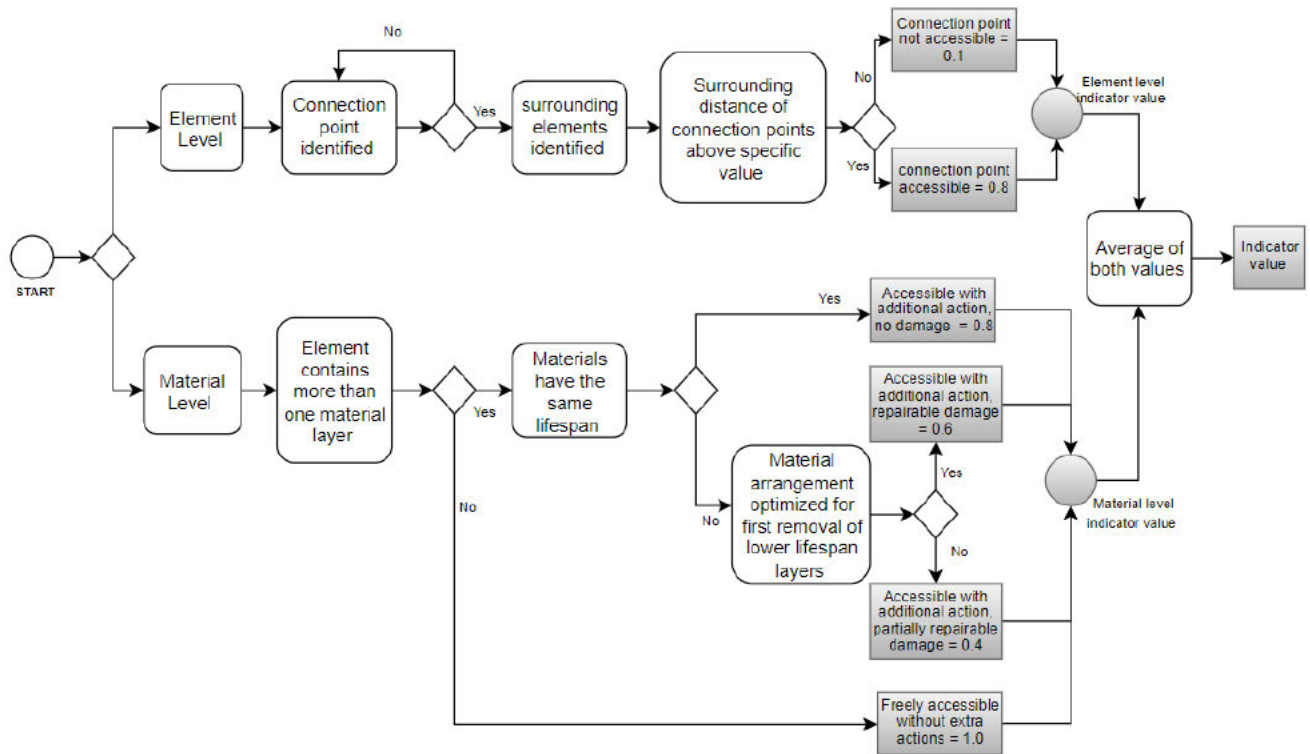 START
Element
Level
No
Connection
point
identified
Yes
surrounding
elements
identified
Surrounding
distance of
connection points
above specific
value
No
Yes
Connection point
not accessible =
0.1
connection point
accessible = 0.8
Element level
indicator value
Average of
both values
Indicator
value
Material
Level
Element
contains
more than
one material
layer
Yes
No
Materials
have the
same
lifespan
Yes
No
Material
arrangement
optimized for
first removal of
lower lifespan
layers
Yes
No
Accessible with
additional action,
no damage = 0.8
Accessible with
additional action,
repairable damage
= 0.6
Accessible with
additional action,
partially repairable
damage = 0.4
Freely accessible
without extra
actions = 1.0
Material level
indicator value